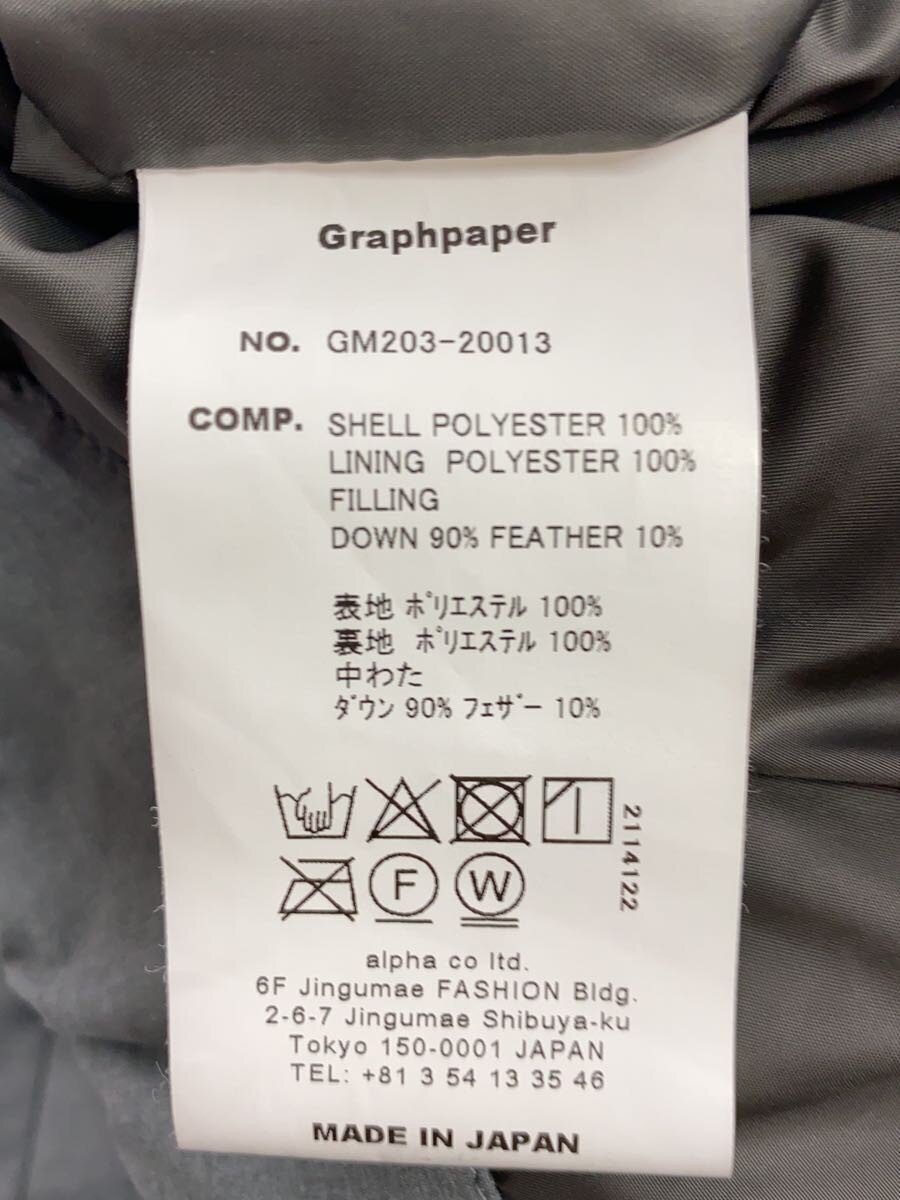 Graphpaper
NO. GM203-20013
COMP. SHELL POLYESTER 100%
LINING POLYESTER 100%
FILLING
DOWN 90% FEATHER 10%
表地 ﾎﾟﾘｴｽﾃﾙ 100%
裏地 ﾎﾟﾘｴｽﾃﾙ 100%
中わた
ﾀﾞｳﾝ 90% ﾌｪｻﾞｰ 10%
2114122
F W
alpha co ltd.
6F Jingumae FASHION Bldg.
2-6-7 Jingumae Shibuya-ku
Tokyo 150-0001 JAPAN
TEL: +81 3 54 13 35 46
MADE IN JAPAN